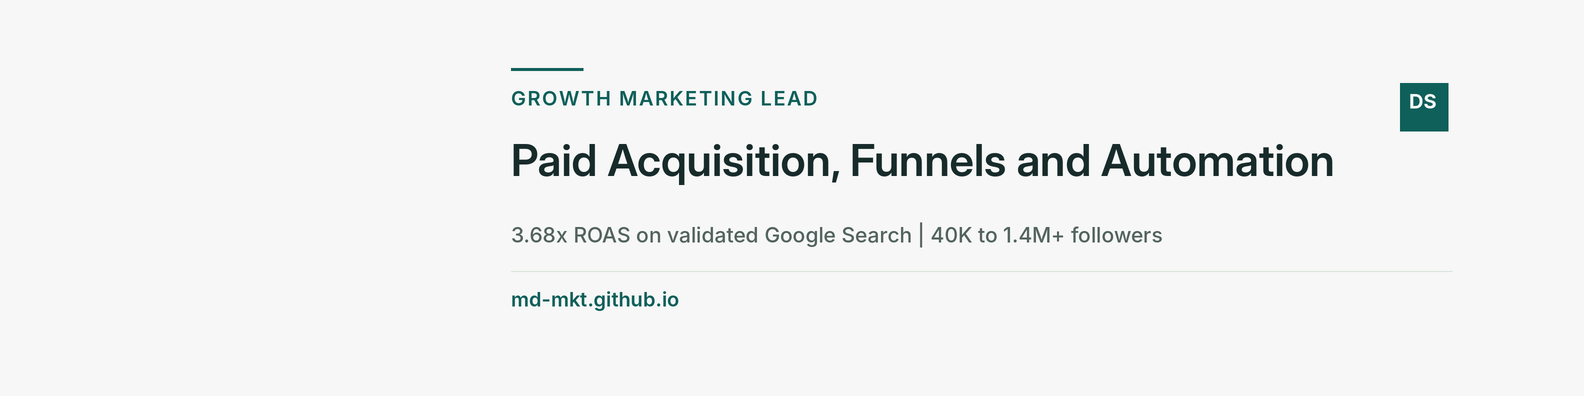 GROWTH MARKETING LEAD
DS
Paid Acquisition, Funnels and Automation
3.68x ROAS on validated Google Search | 40K to 1.4M+ followers
md-mkt.github.io